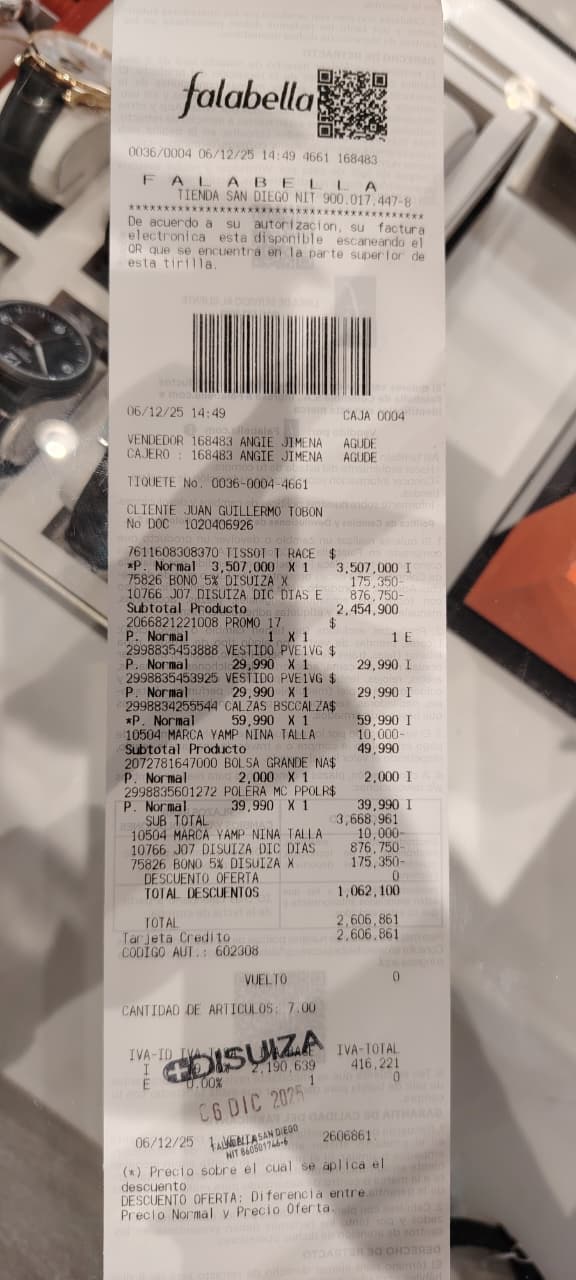 falabella
0036/0004 06/12/25 14:49 4661 168483
F A L A B E L L A
TIENDA SAN DIEGO NIT 900.017.447-8
******************************************
De acuerdo a su autorizacion, su factura
electronica esta disponible escaneando el
QR que se encuentra en la parte superior de
esta tirilla.
06/12/25 14:49 CAJA 0004
VENDEDOR 168483 ANGIE JIMENA AGUDE
CAJERO : 168483 ANGIE JIMENA AGUDE
TIQUETE No. 0036-0004-4661
CLIENTE JUAN GUILLERMO TOBON
No DOC 1020406926
7611608308370 TISSOT T RACE $
*P. Normal 3,507,000 X 1 3,507,000 I
75826 BONO 5% DISUIZA X 175,350-
10766 J07 DISUIZA DIC DIAS E 876,750-
Subtotal Producto 2,454,900
2066821221008 PROMO 17 $
P. Normal 1 X 1 1 E
2998835453888 VESTIDO PVE1VG $
P. Normal 29,990 X 1 29,990 I
2998835453925 VESTIDO PVE1VG $
P. Normal 29,990 X 1 29,990 I
2998834255544 CALZAS BSCCALZA$
*P. Normal 59,990 X 1 59,990 I
10504 MARCA YAMP NINA TALLA 10,000-
Subtotal Producto 49,990
2072781647000 BOLSA GRANDE NA$
P. Normal 2,000 X 1 2,000 I
2998835601272 POLERA MC PPOLR$
P. Normal 39,990 X 1 39,990 I
SUB TOTAL 3,668,961
10504 MARCA YAMP NINA TALLA 10,000-
10766 J07 DISUIZA DIC DIAS 876,750-
75826 BONO 5% DISUIZA X 175,350-
DESCUENTO OFERTA 0
TOTAL DESCUENTOS 1,062,100
TOTAL 2,606,861
Tarjeta Credito 2,606,861
CODIGO AUT.: 602308
VUELTO 0
CANTIDAD DE ARTICULOS: 7.00
IVA-ID IVA-TOTAL
I 2,190,639 416,221
E 0.00% 1 0
DISUIZA
06 DIC 2025
06/12/25 2606861
FALABELLA SAN DIEGO
NIT
(*) Precio sobre el cual se aplica el
descuento
DESCUENTO OFERTA: Diferencia entre
Precio Normal y Precio Oferta.